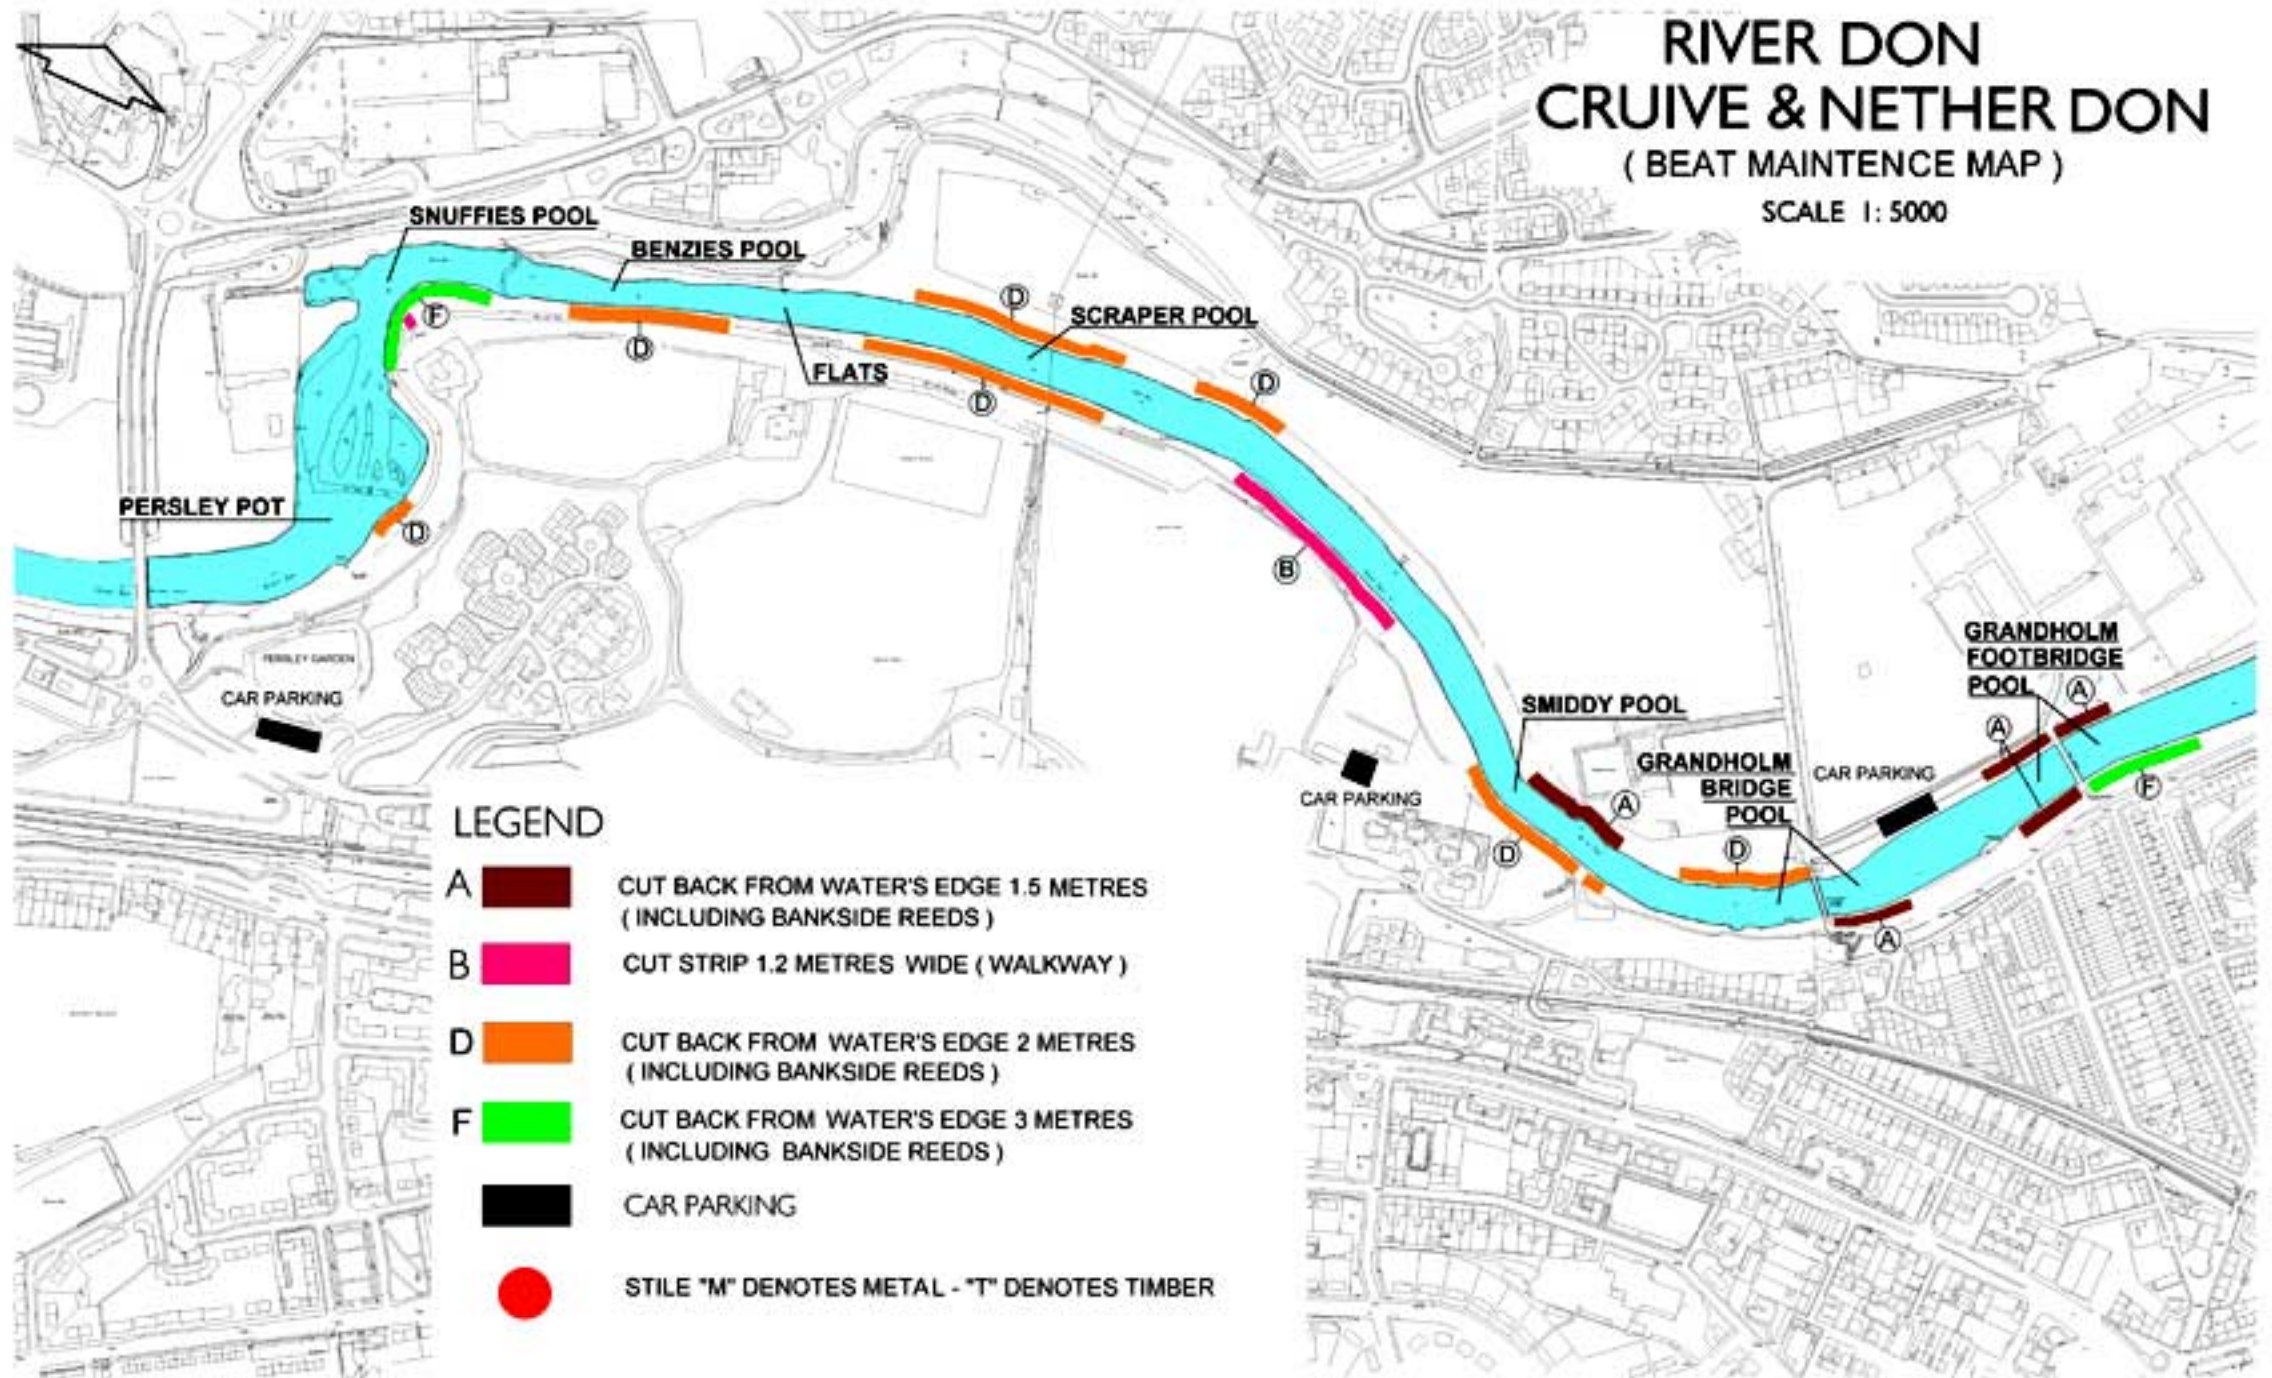 RIVER DON
CRUIVE & NETHER DON
( BEAT MAINTENCE MAP )
SCALE 1: 5000
SNUFFIES POOL
BENZIES POOL
D
SCRAPER POOL
F
D
FLATS
D
D
PERSLEY POT
D
B
PERSLEY GARDEN
CAR PARKING
GRANDHOLM
FOOTBRIDGE
POOL
A
A
SMIDDY POOL
GRANDHOLM
BRIDGE
POOL
CAR PARKING
CAR PARKING
A
F
D
D
A
LEGEND
A
CUT BACK FROM WATER'S EDGE 1.5 METRES
( INCLUDING BANKSIDE REEDS )
B
CUT STRIP 1.2 METRES WIDE ( WALKWAY )
D
CUT BACK FROM WATER'S EDGE 2 METRES
( INCLUDING BANKSIDE REEDS )
F
CUT BACK FROM WATER'S EDGE 3 METRES
( INCLUDING BANKSIDE REEDS )
CAR PARKING
STILE "M" DENOTES METAL - "T" DENOTES TIMBER